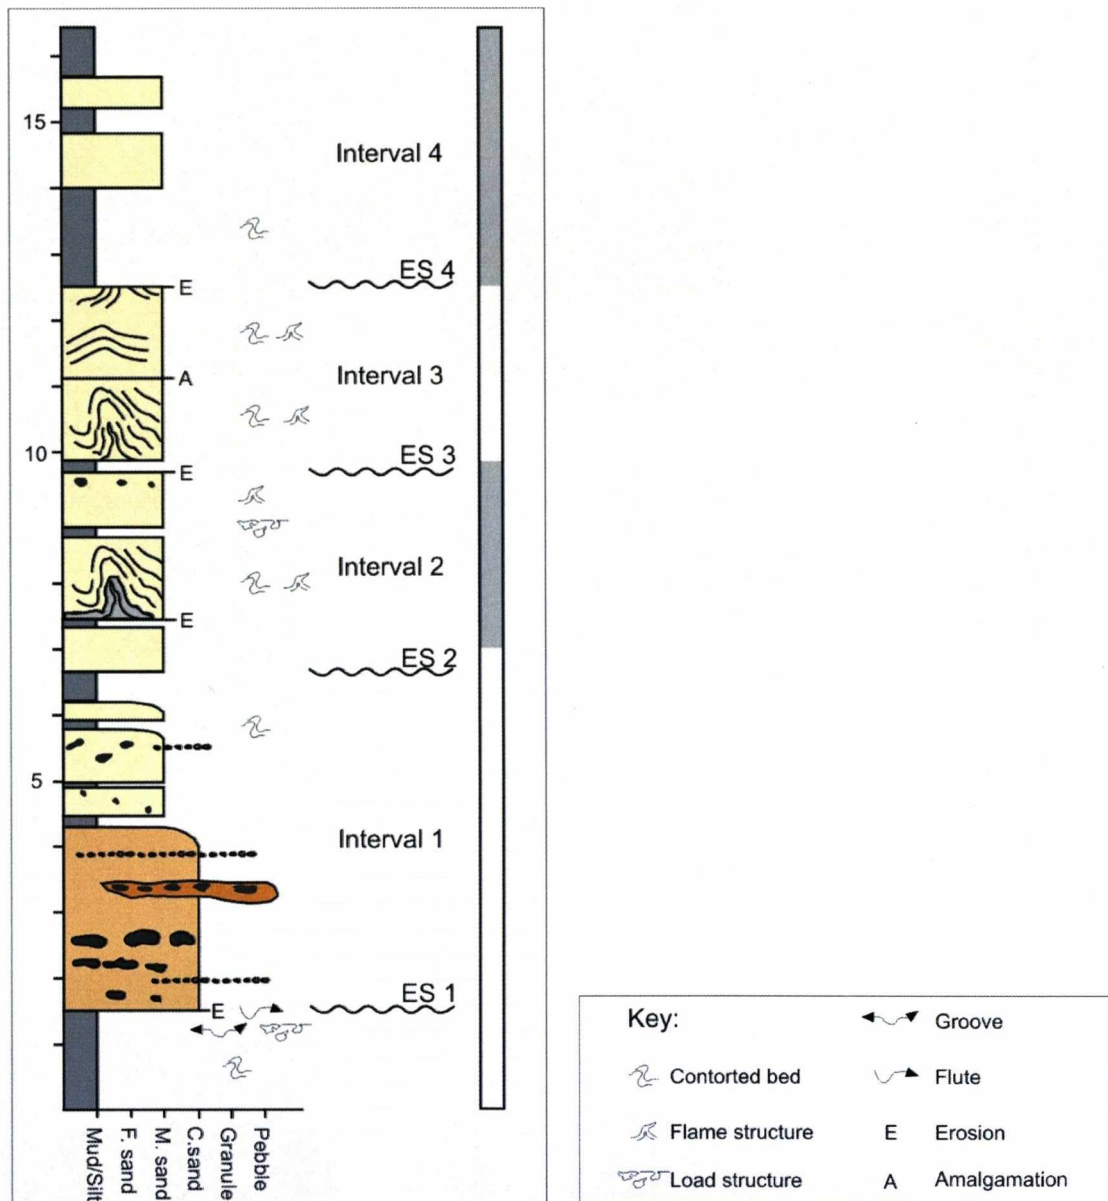 15
Interval 4
ES 4
E
A
Interval 3
10
ES 3
E
Interval 2
E
ES 2
5
Interval 1
ES 1
E
Mud/Silt
F. sand
M. sand
C.sand
Granule
Pebble
Key:
Groove
Contorted bed
Flute
Flame structure
E Erosion
Load structure
A Amalgamation